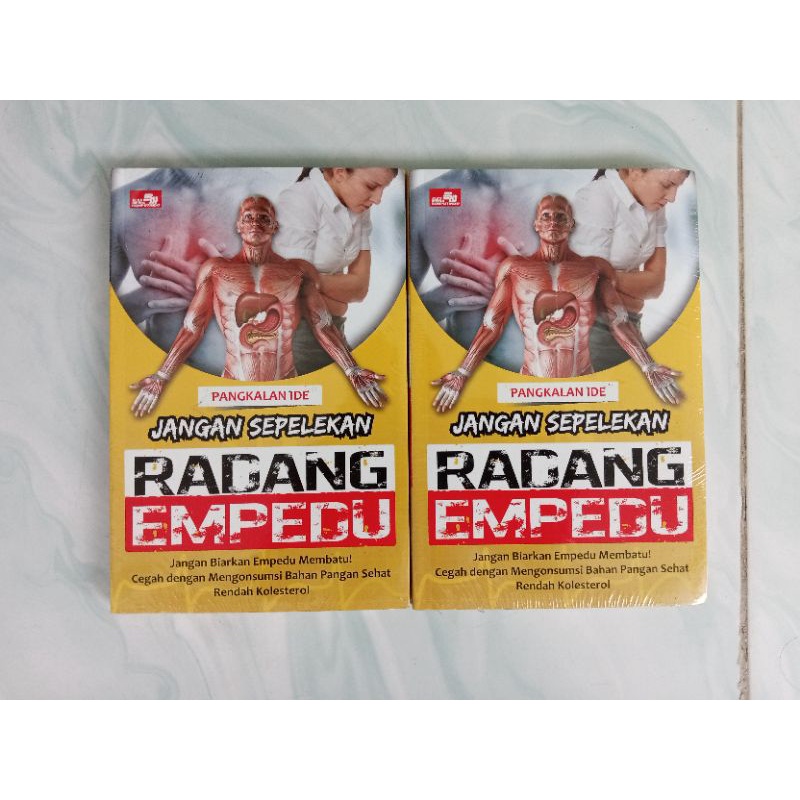 PANGKALAN IDE
JANGAN SEPELEKAN
RADANG
EMPEDU
Jangan Biarkan Empedu Membatu!
Cegah dengan Mengonsumsi Bahan Pangan Sehat
Rendah Kolesterol
PANGKALAN IDE
JANGAN SEPELEKAN
RADANG
EMPEDU
Jangan Biarkan Empedu Membatu!
Cegah dengan Mengonsumsi Bahan Pangan Sehat
Rendah Kolesterol